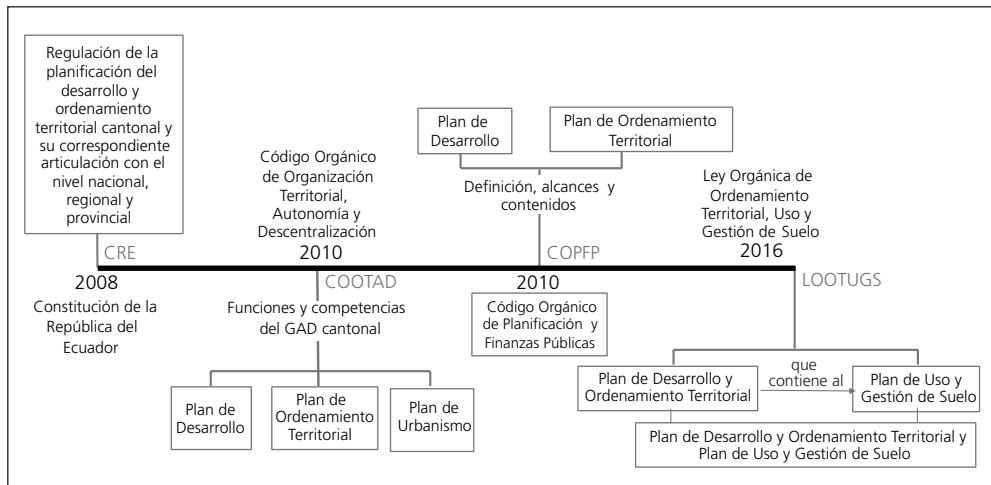 Regulación de la
planificación del
desarrollo y
ordenamiento
territorial cantonal y
su correspondiente
articulación con el
nivel nacional,
regional y
provincial
CRE
2008
Constitución de la
República del
Ecuador
Código Orgánico
de Organización
Territorial,
Autonomía y
Descentralización
2010
COOTAD
Funciones y competencias
del GAD cantonal
Plan de
Desarrollo
Plan de
Ordenamiento
Territorial
Plan de
Urbanismo
Plan de
Desarrollo
Plan de Ordenamiento
Territorial
Definición, alcances y
contenidos
COPFP
2010
Código Orgánico
de Planificación y
Finanzas Públicas
Ley Orgánica de
Ordenamiento
Territorial, Uso y
Gestión de Suelo
2016
LOOTUGS
Plan de Desarrollo y
Ordenamiento Territorial
que
contiene al
Plan de Uso y
Gestión de Suelo
Plan de Desarrollo y Ordenamiento Territorial y
Plan de Uso y Gestión de Suelo